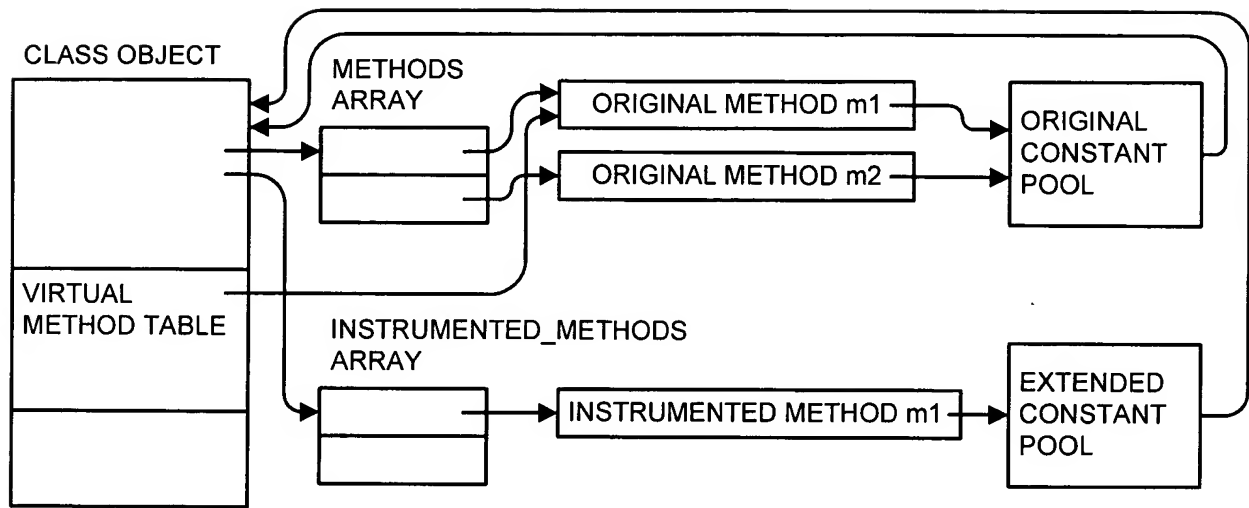 CLASS OBJECT
METHODS
ARRAY
ORIGINAL METHOD m1
ORIGINAL METHOD m2
ORIGINAL
CONSTANT
POOL
VIRTUAL
METHOD TABLE
INSTRUMENTED_METHODS
ARRAY
INSTRUMENTED METHOD m1
EXTENDED
CONSTANT
POOL